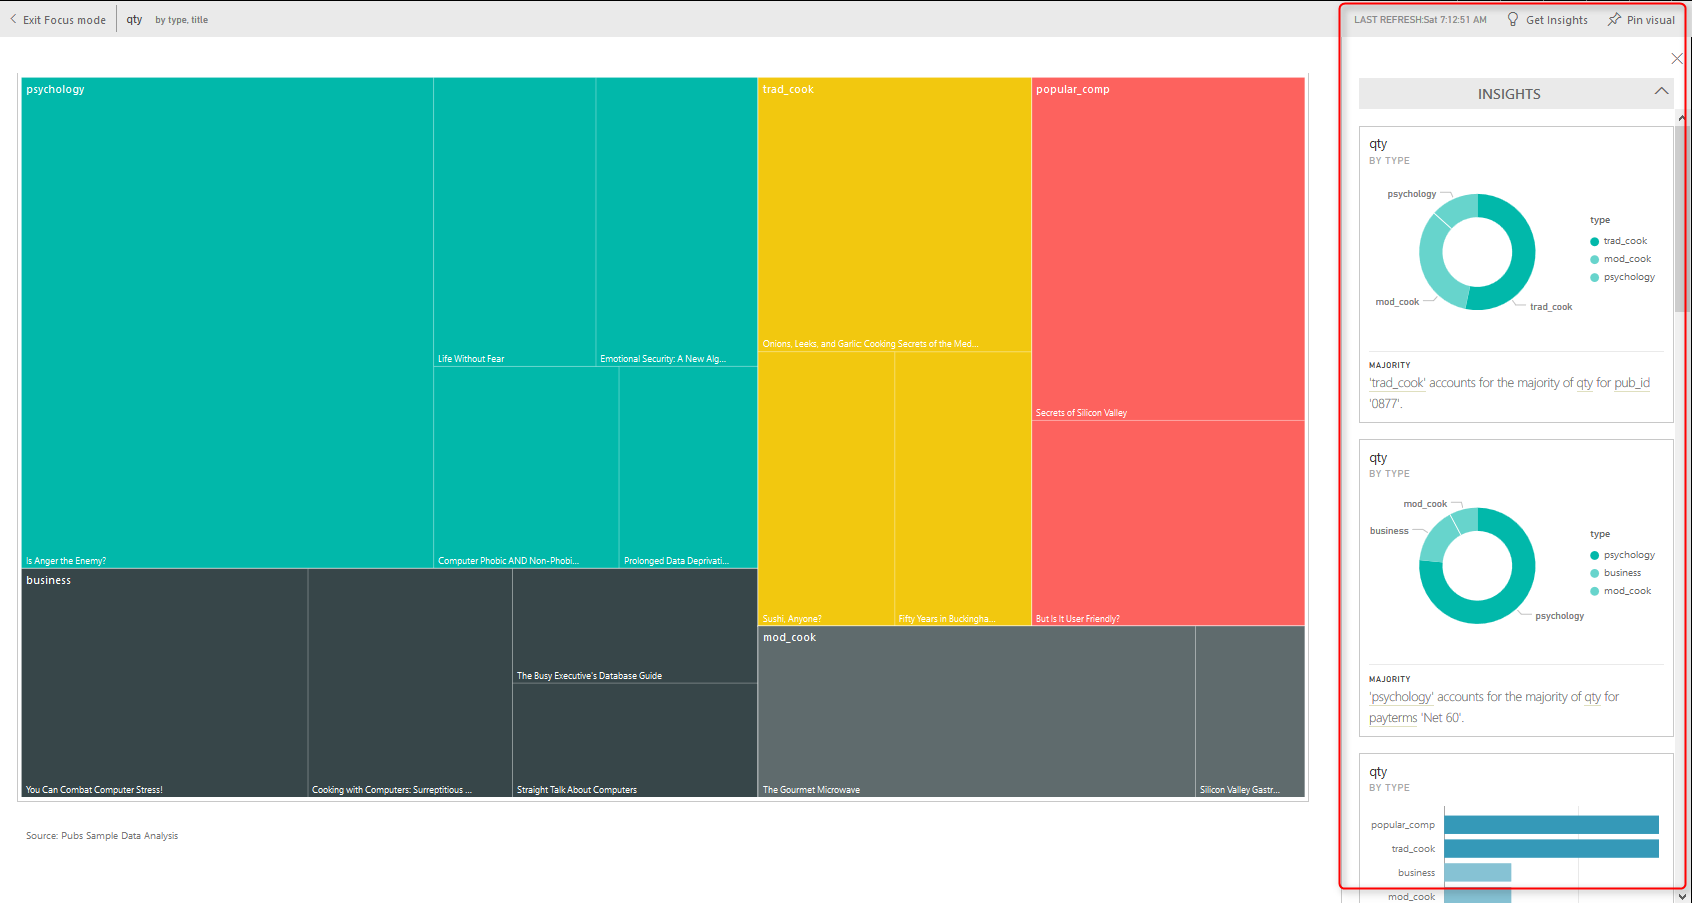 Exit Focus mode
qty
by type, title
LAST REFRESH:Sat 7:12:51 AM
Get Insights
Pin visual
psychology
Life Without Fear
Emotional Security: A New Alg...
Is Anger the Enemy?
Computer Phobic AND Non-Phobi...
Prolonged Data Deprivati...
trad_cook
Onions, Leeks, and Garlic: Cooking Secrets of the Med...
Sushi, Anyone?
Fifty Years in Buckingha...
popular_comp
Secrets of Silicon Valley
But Is It User Friendly?
business
You Can Combat Computer Stress!
Cooking with Computers: Surreptitious ...
The Busy Executive's Database Guide
Straight Talk About Computers
mod_cook
The Gourmet Microwave
Silicon Valley Gastr...
Source: Pubs Sample Data Analysis
INSIGHTS
qty
BY TYPE
psychology
mod_cook
trad_cook
type
trad_cook
mod_cook
psychology
MAJORITY
'trad_cook' accounts for the majority of qty for pub_id
'0877'.
qty
BY TYPE
mod_cook
business
psychology
type
psychology
business
mod_cook
MAJORITY
'psychology' accounts for the majority of qty for
payterms 'Net 60'.
qty
BY TYPE
popular_comp
trad_cook
business
mod_cook